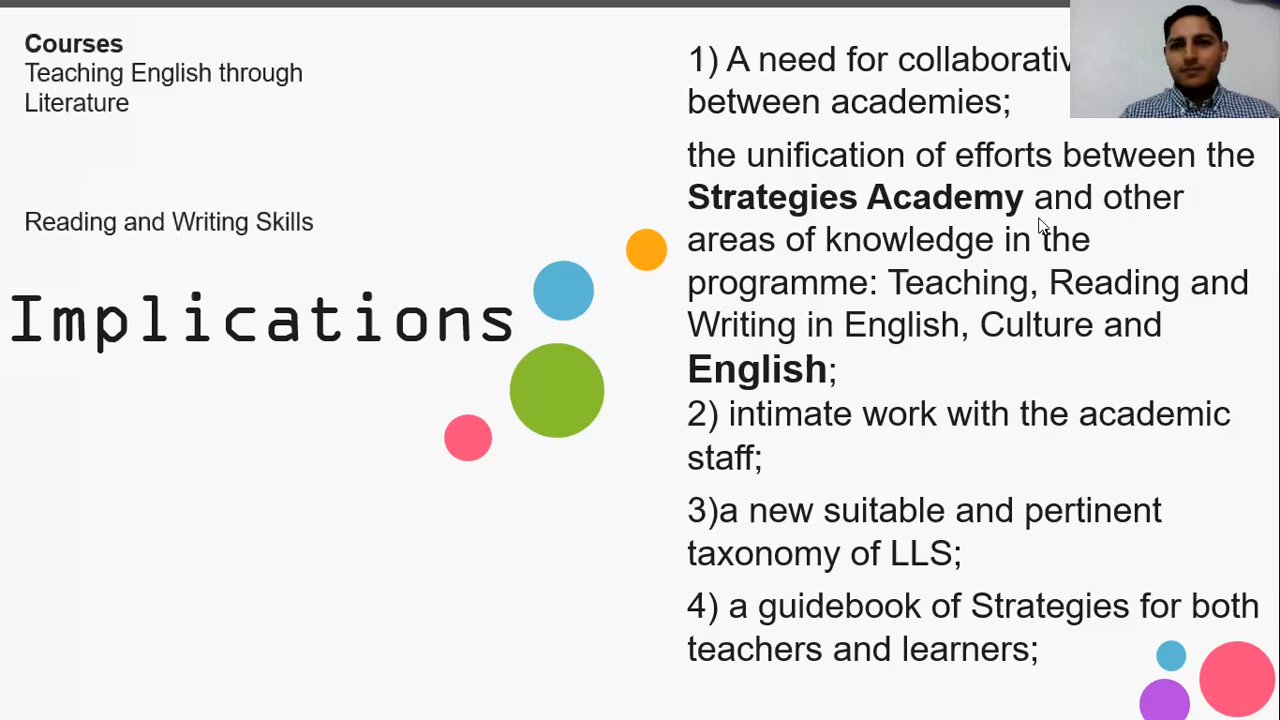 Courses
Teaching English through
Literature
Reading and Writing Skills
Implications
1) A need for
between academies;
the unification of efforts between the
Strategies Academy and other
areas of knowledge in the
programme: Teaching, Reading and
Writing in English, Culture and
English;
2) intimate work with the academic
staff;
3)a new suitable and pertinent
taxonomy of LLS;
4) a guidebook of Strategies for both
teachers and learners;